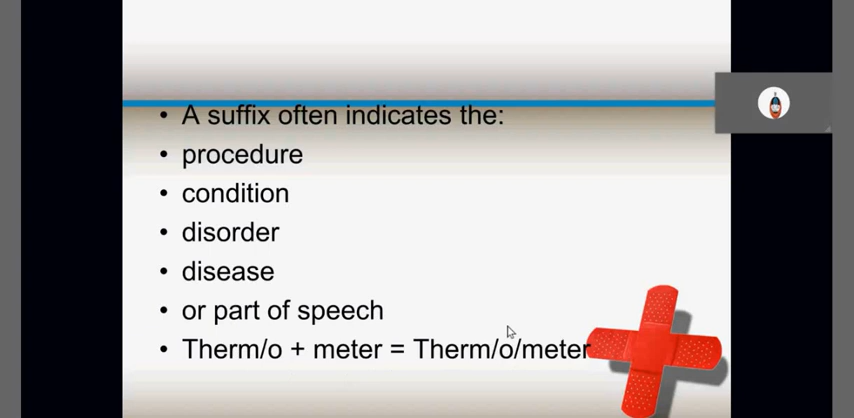 • A suffix often indicates the:
• procedure
• condition
• disorder
• disease
• or part of speech
• Therm/o + meter = Therm/o/meter